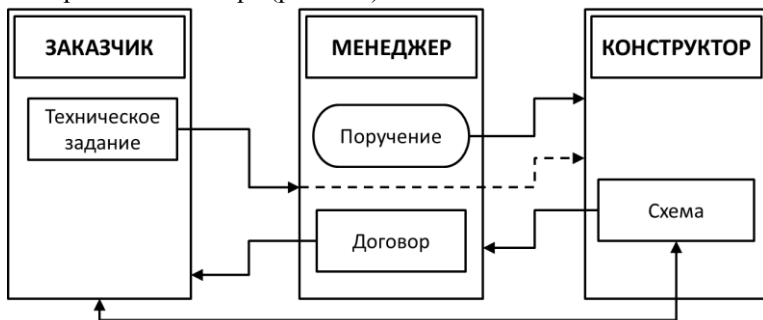 ЗАКАЗЧИК
МЕНЕДЖЕР
КОНСТРУКТОР
Техническое
задание
Поручение
Схема
Договор